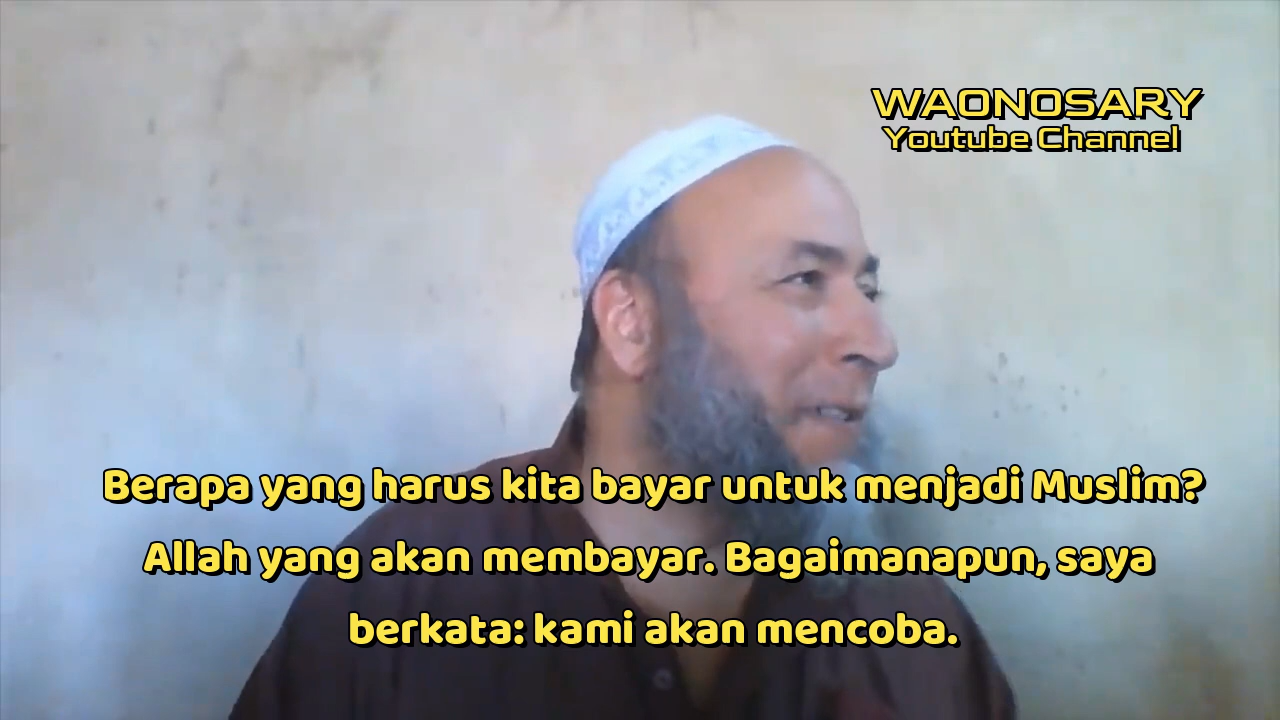 WAONOSARY
Youtube Channel
Berapa yang harus kita bayar untuk menjadi Muslim?
Allah yang akan membayar. Bagaimanapun, saya
berkata: kami akan mencoba.